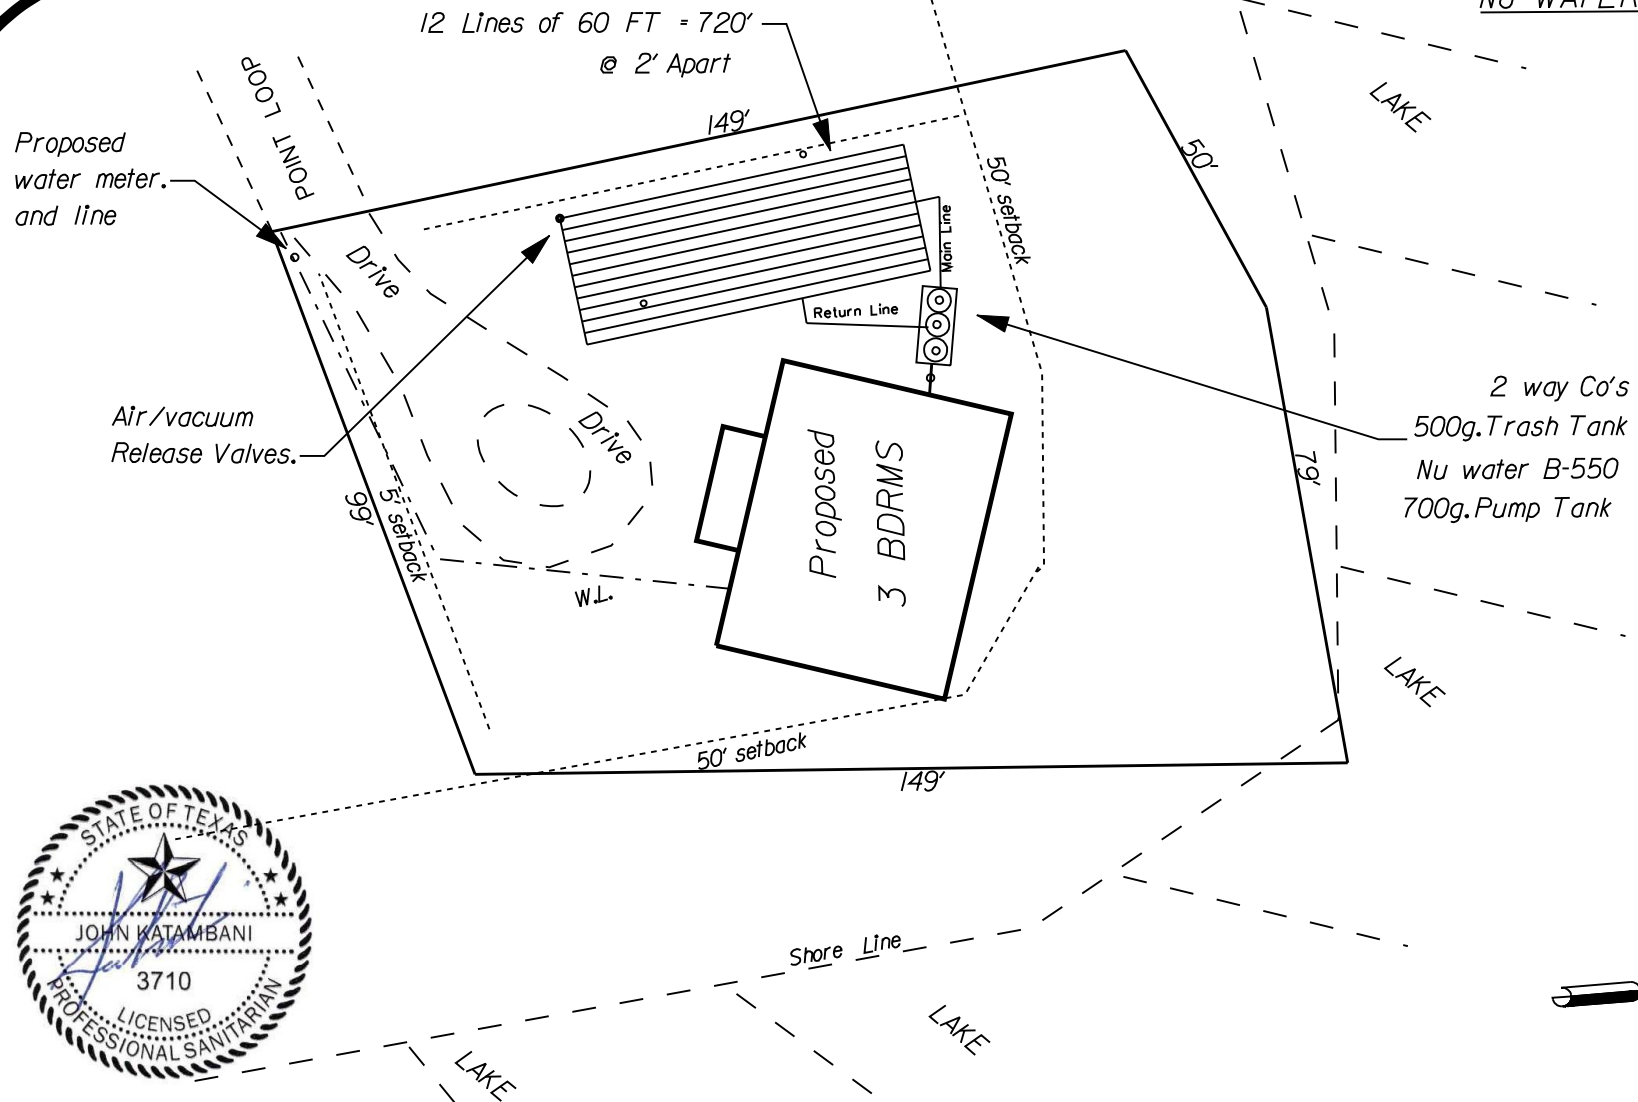 12 Lines of 60 FT = 720'
@ 2' Apart
LAKE
POINT LOOP
149'
50'
Proposed
water meter.
and line
50' setback
Drive
Main Line
Return Line
2 way Co's
500g.Trash Tank
Nu water B-550
700g.Pump Tank
Air/vacuum
Release Valves.
Drive
Proposed
3 BDRMS
79'
99'
5' setback
W.L.
LAKE
50' setback
149'
STATE OF TEXAS
JOHN KATAMBANI
3710
LICENSED
PROFESSIONAL SANITARIAN
Shore Line
LAKE
LAKE